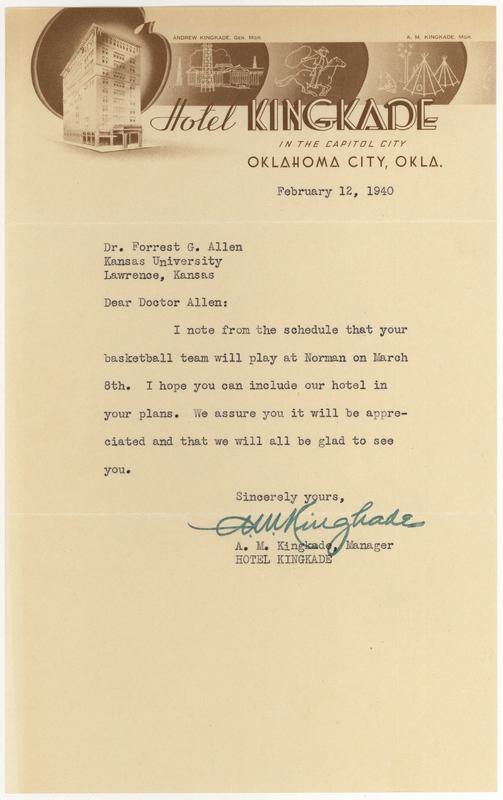 ANDREW KINGKADE, GEN. MGR.
A. M. KINGKADE, MGR.
Hotel KINGKADE
IN THE CAPITOL CITY
OKLAHOMA CITY, OKLA.
February 12, 1940
Dr. Forrest G. Allen
Kansas University
Lawrence, Kansas
Dear Doctor Allen:
I note from the schedule that your
basketball team will play at Norman on March
8th. I hope you can include our hotel in
your plans. We assure you it will be appre-
ciated and that we will all be glad to see
you.
Sincerely yours,
A. M. Kingkade
A. M. Kingkade, Manager
HOTEL KINGKADE